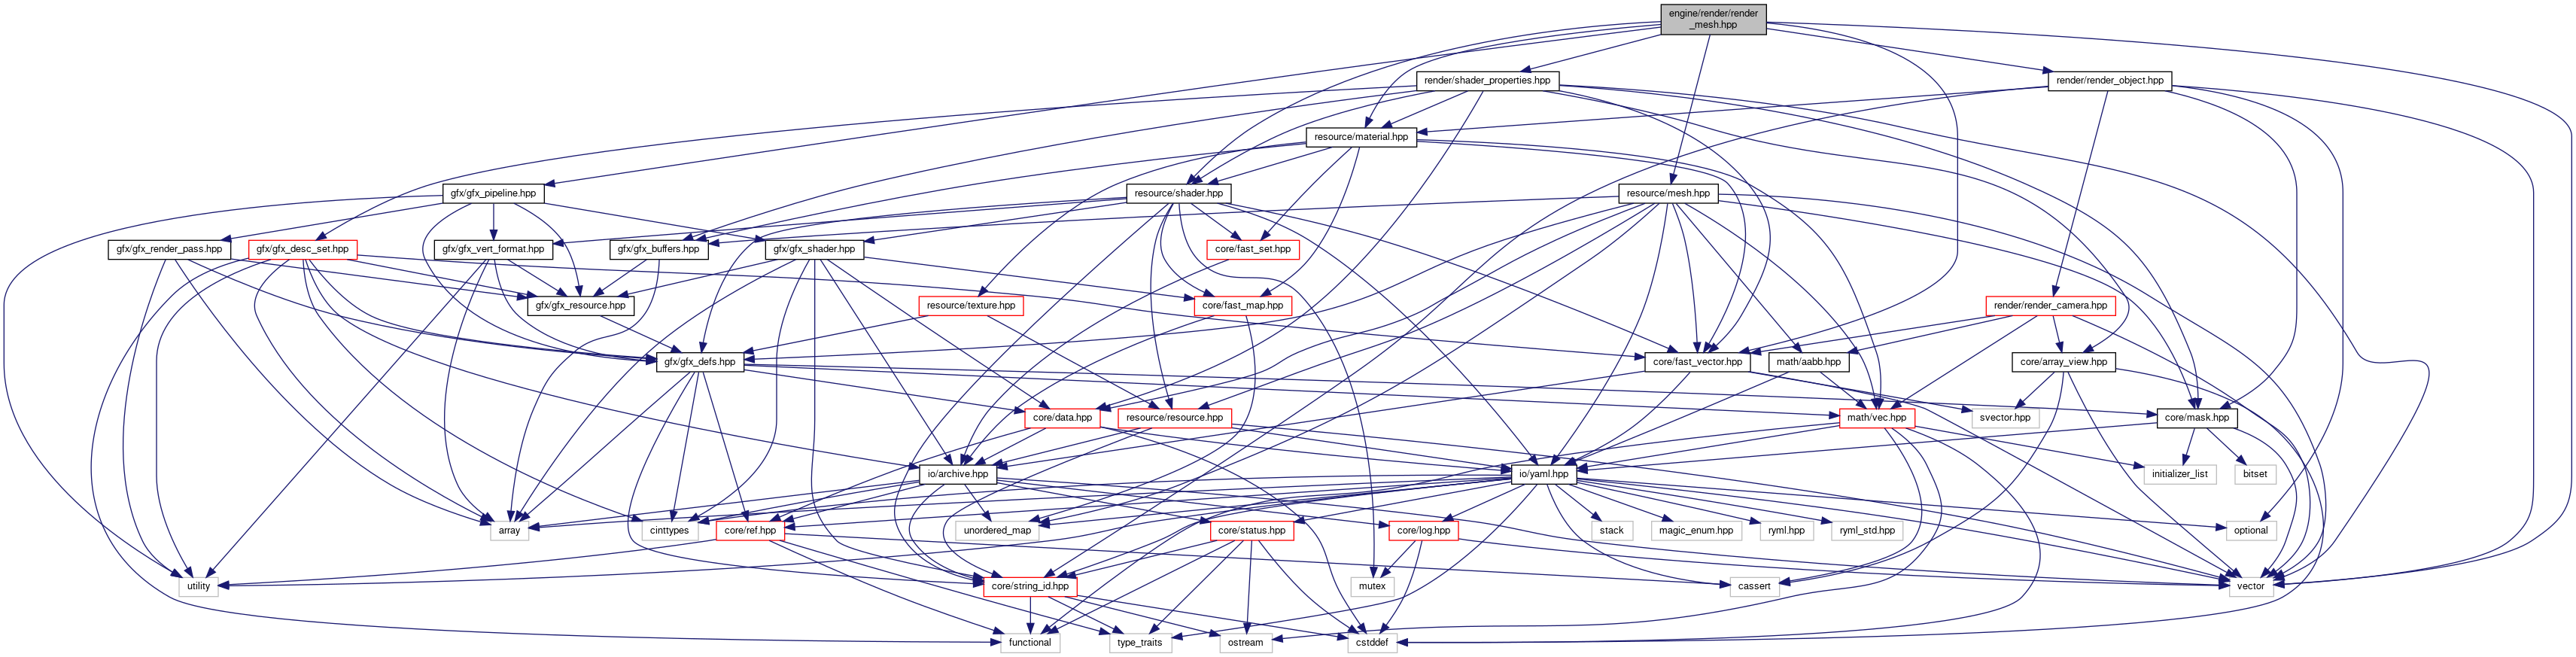 engine/render/render
_mesh.hpp
render/shader_properties.hpp
render/render_object.hpp
resource/material.hpp
gfx/gfx_pipeline.hpp
resource/shader.hpp
resource/mesh.hpp
gfx/gfx_render_pass.hpp
gfx/gfx_desc_set.hpp
gfx/gfx_vert_format.hpp
gfx/gfx_buffers.hpp
gfx/gfx_shader.hpp
core/fast_set.hpp
gfx/gfx_resource.hpp
resource/texture.hpp
core/fast_map.hpp
render/render_camera.hpp
gfx/gfx_defs.hpp
core/fast_vector.hpp
math/aabb.hpp
core/array_view.hpp
core/data.hpp
resource/resource.hpp
svector.hpp
math/vec.hpp
core/mask.hpp
io/archive.hpp
io/yaml.hpp
initializer_list
bitset
array
cinttypes
core/ref.hpp
unordered_map
core/status.hpp
core/log.hpp
stack
magic_enum.hpp
ryml.hpp
ryml_std.hpp
optional
utility
core/string_id.hpp
mutex
cassert
vector
functional
type_traits
ostream
cstddef